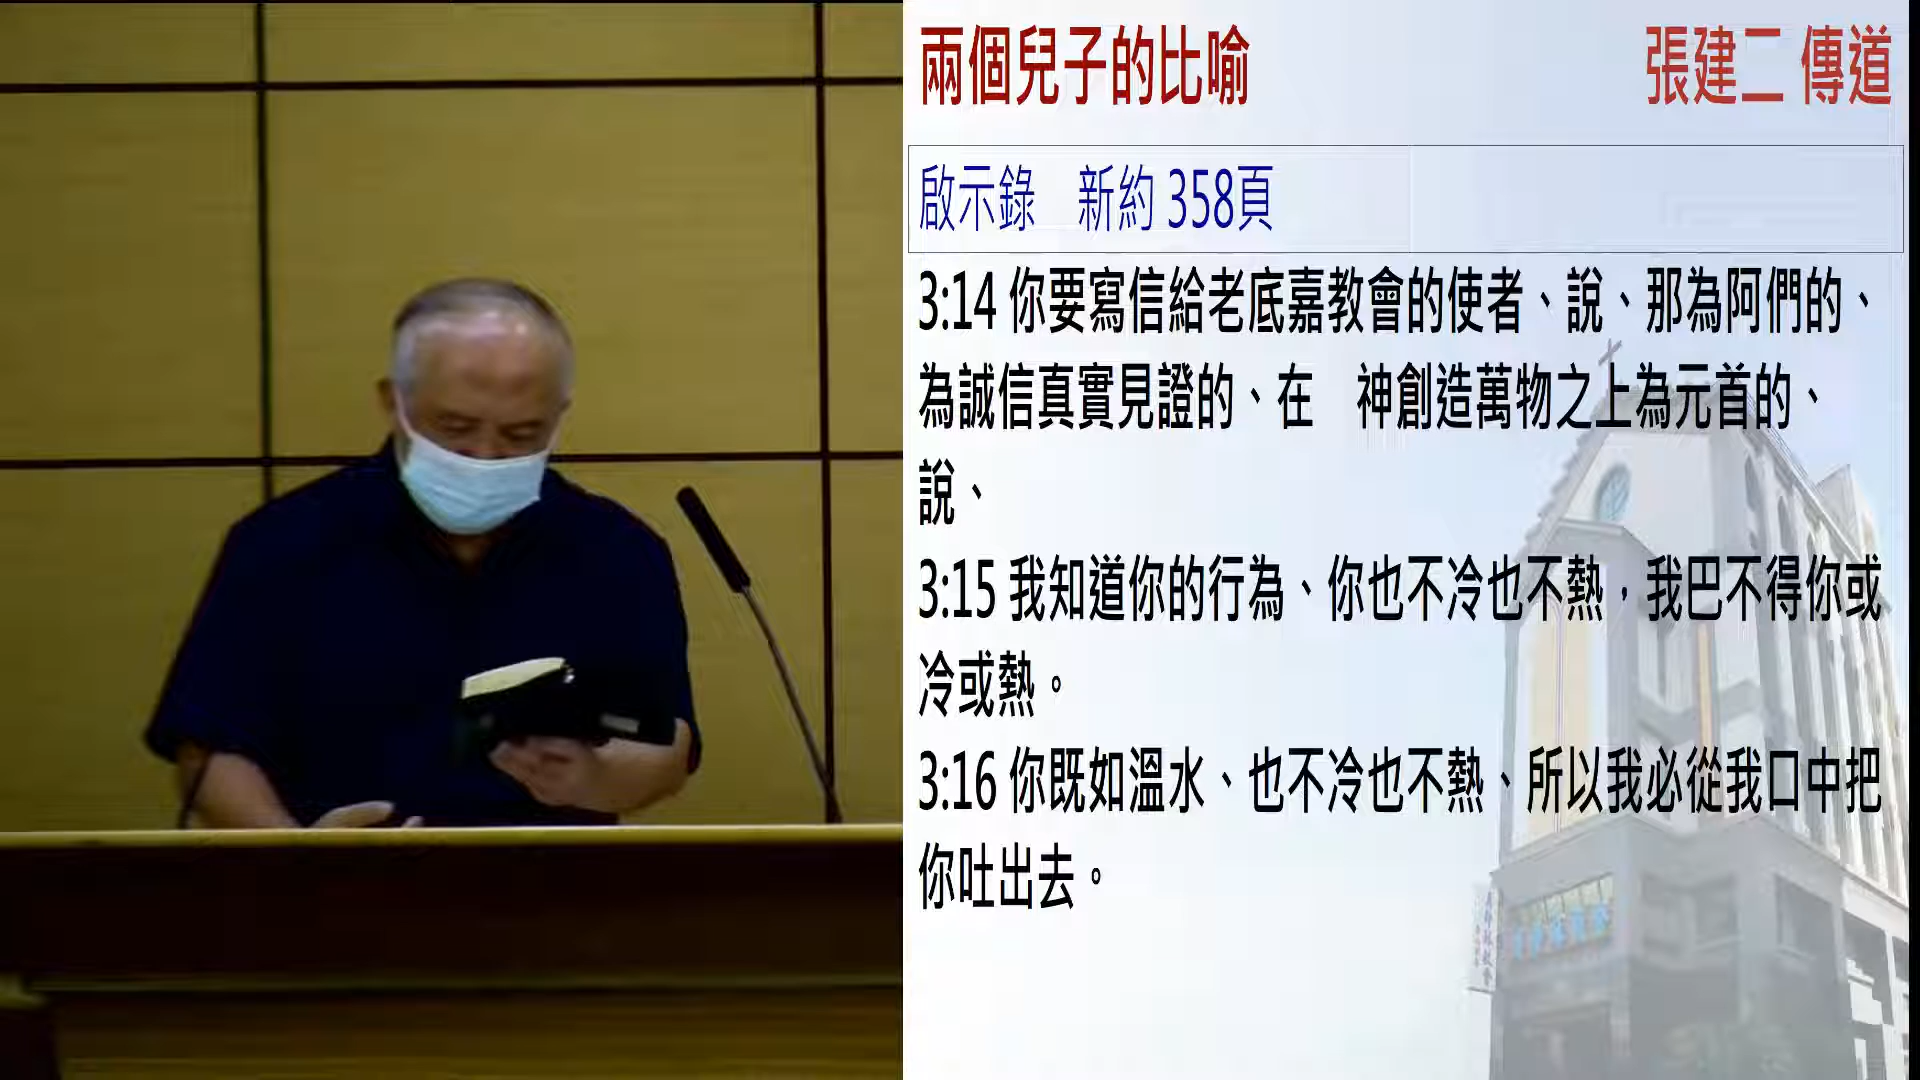 兩個兒子的比喻
張建二 傳道
啟示錄　新約 358頁
3:14 你要寫信給老底嘉教會的使者、說、那為阿們的、
為誠信真實見證的、在　神創造萬物之上為元首的、
說、
3:15 我知道你的行為、你也不冷也不熱．我巴不得你或
冷或熱。
3:16 你既如溫水、也不冷也不熱、所以我必從我口中把
你吐出去。